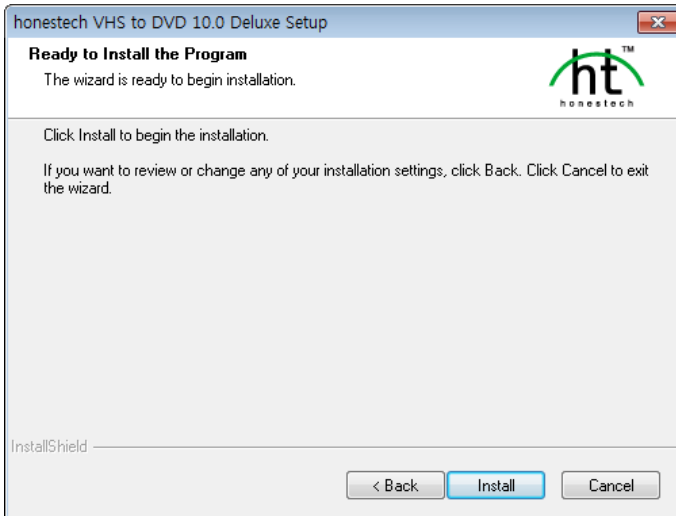 honestech VHS to DVD 10.0 Deluxe Setup
Ready to Install the Program
The wizard is ready to begin installation.
ht™
honestech
Click Install to begin the installation.
If you want to review or change any of your installation settings, click Back. Click Cancel to exit
the wizard.
InstallShield
< Back Install Cancel